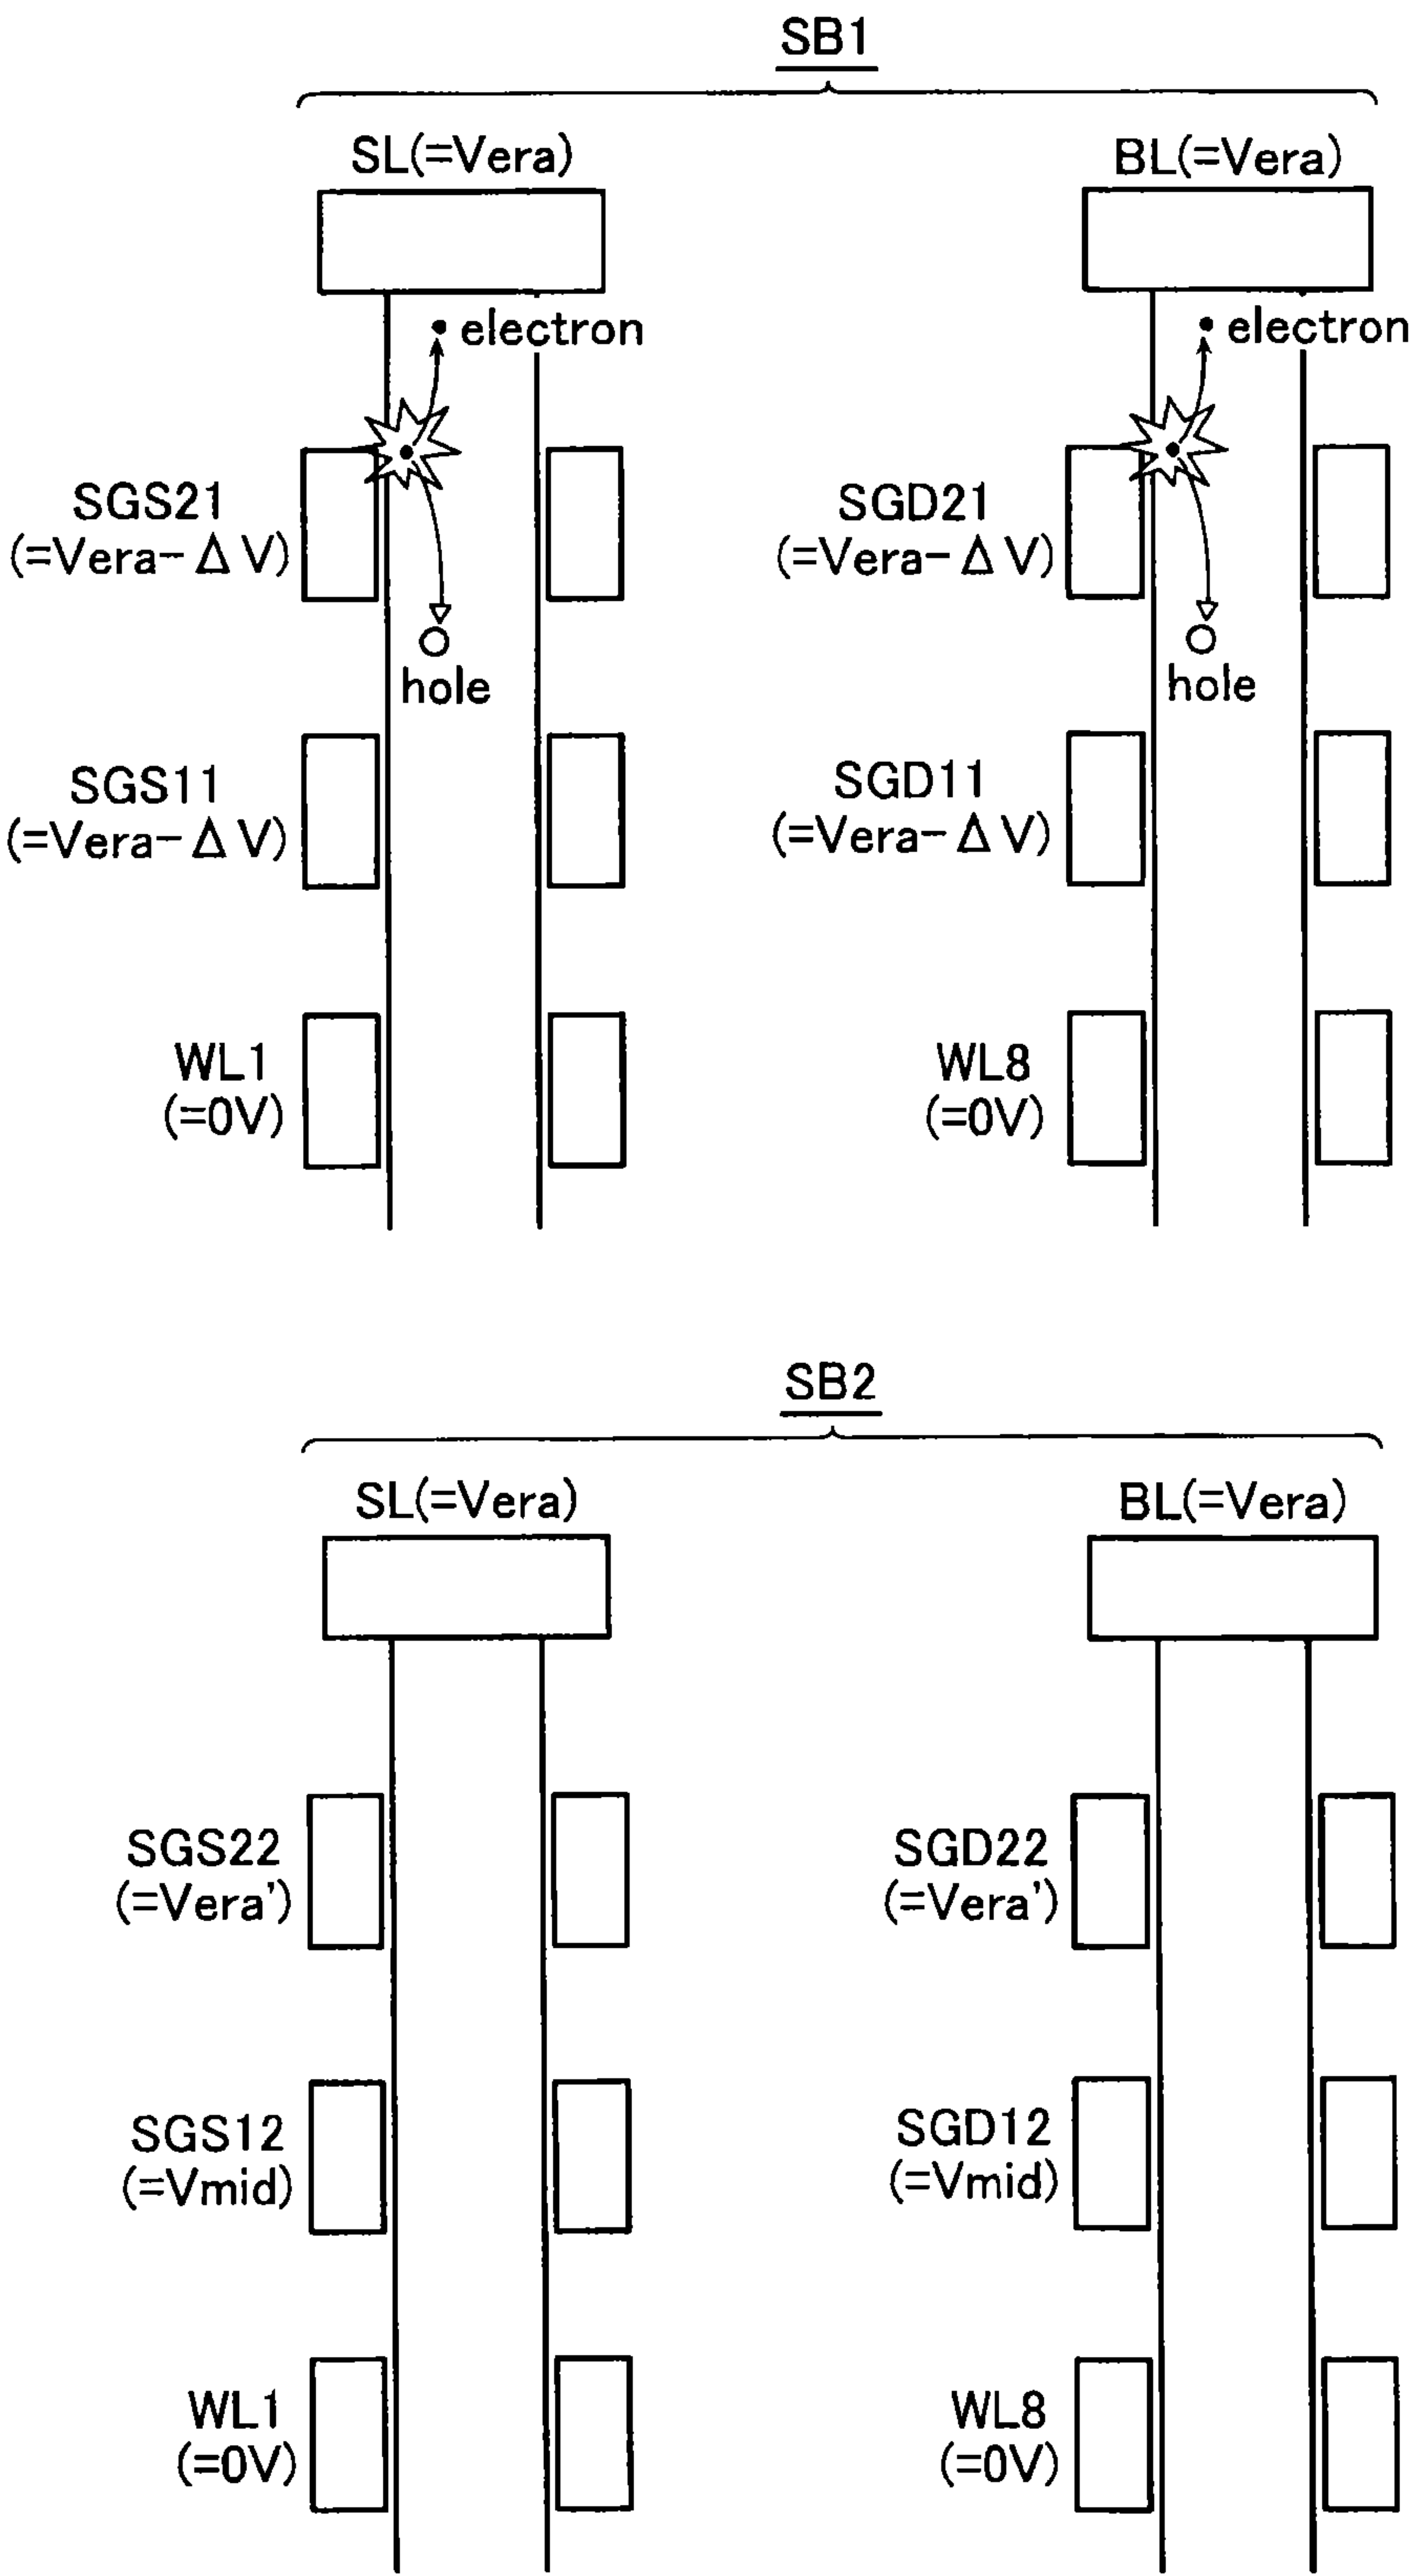 SB1
SL(=Vera)
BL(=Vera)
electron
electron
SGS21
(=Vera-ΔV)
SGD21
(=Vera-ΔV)
hole
hole
SGS11
(=Vera-ΔV)
SGD11
(=Vera-ΔV)
WL1
(=0V)
WL8
(=0V)
SB2
SL(=Vera)
BL(=Vera)
SGS22
(=Vera')
SGD22
(=Vera')
SGS12
(=Vmid)
SGD12
(=Vmid)
WL1
(=0V)
WL8
(=0V)